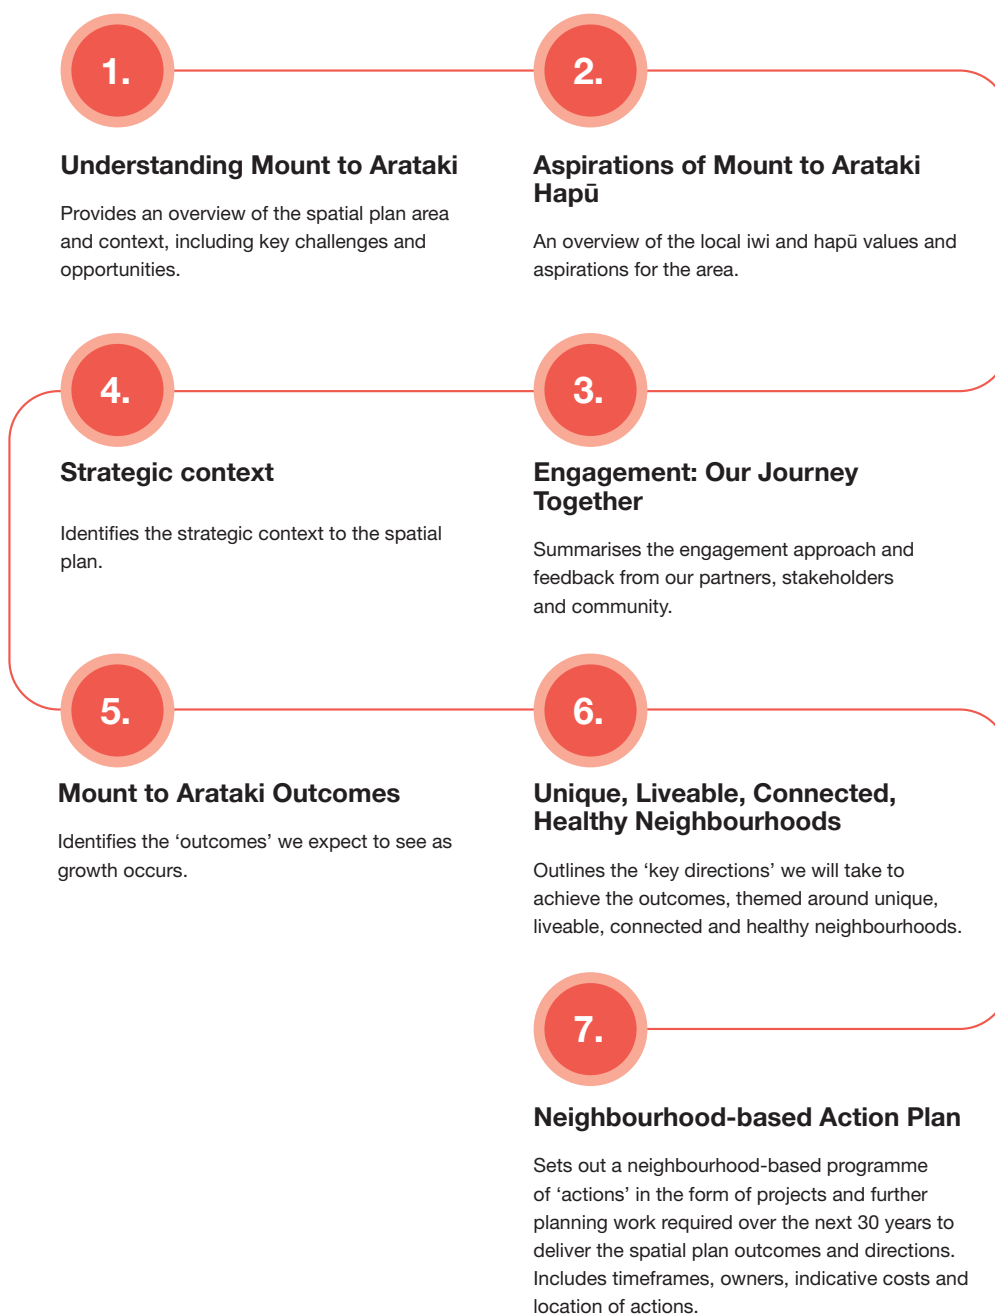 1.
Understanding Mount to Arataki
Provides an overview of the spatial plan area
and context, including key challenges and
opportunities.
2.
Aspirations of Mount to Arataki
Hapū
An overview of the local iwi and hapū values and
aspirations for the area.
3.
Engagement: Our Journey
Together
Summarises the engagement approach and
feedback from our partners, stakeholders
and community.
4.
Strategic context
Identifies the strategic context to the spatial
plan.
5.
Mount to Arataki Outcomes
Identifies the ‘outcomes’ we expect to see as
growth occurs.
6.
Unique, Liveable, Connected,
Healthy Neighbourhoods
Outlines the ‘key directions’ we will take to
achieve the outcomes, themed around unique,
liveable, connected and healthy neighbourhoods.
7.
Neighbourhood-based Action Plan
Sets out a neighbourhood-based programme
of ‘actions’ in the form of projects and further
planning work required over the next 30 years to
deliver the spatial plan outcomes and directions.
Includes timeframes, owners, indicative costs and
location of actions.